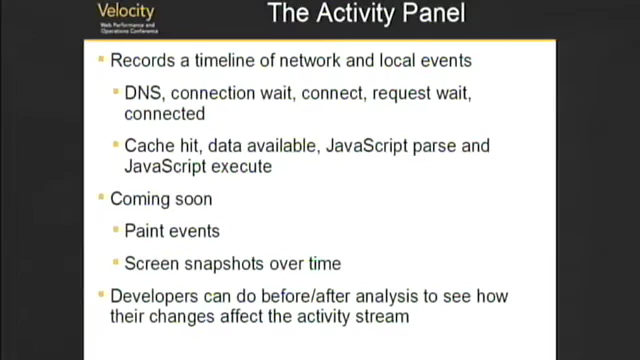 Velocity
Web Performance and
Operations Conference
The Activity Panel
Records a timeline of network and local events
DNS, connection wait, connect, request wait,
connected
Cache hit, data available, JavaScript parse and
JavaScript execute
Coming soon
Paint events
Screen snapshots over time
Developers can do before/after analysis to see how
their changes affect the activity stream